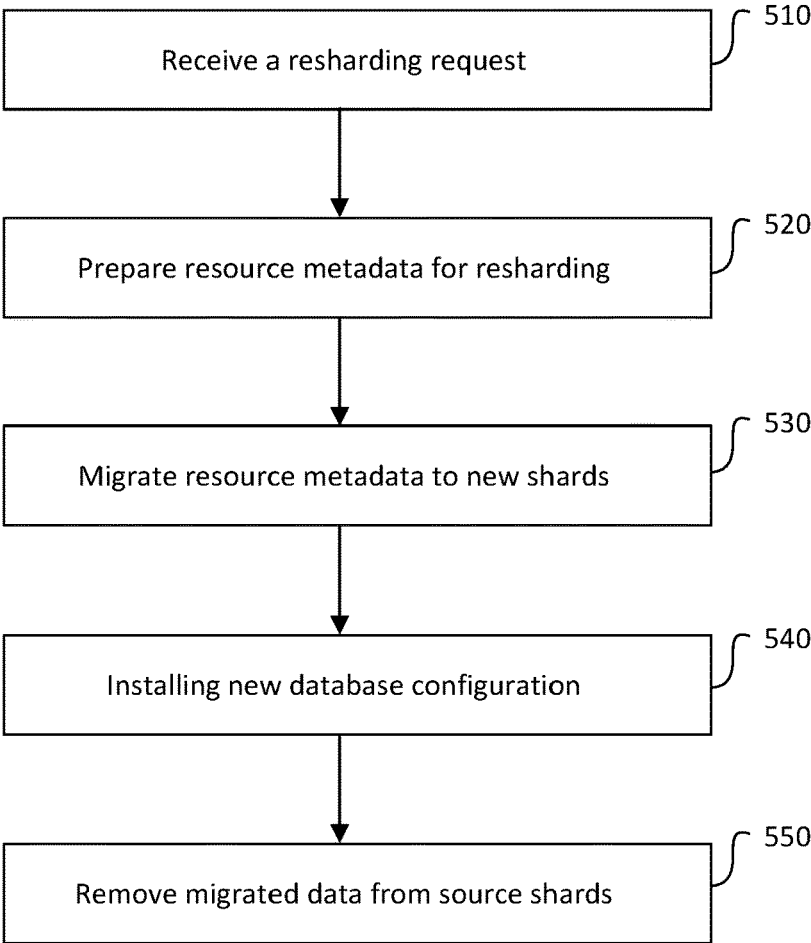 510
Receive a resharding request
520
Prepare resource metadata for resharding
530
Migrate resource metadata to new shards
540
Installing new database configuration
550
Remove migrated data from source shards